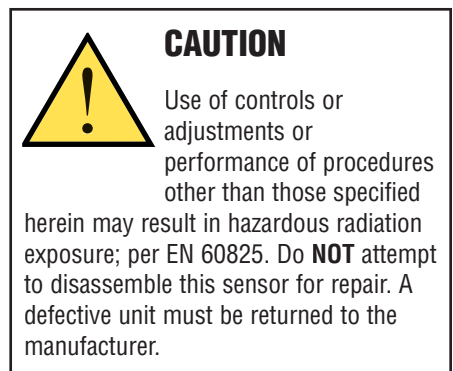 CAUTION
Use of controls or
adjustments or
performance of procedures
other than those specified
herein may result in hazardous radiation
exposure; per EN 60825. Do NOT attempt
to disassemble this sensor for repair. A
defective unit must be returned to the
manufacturer.